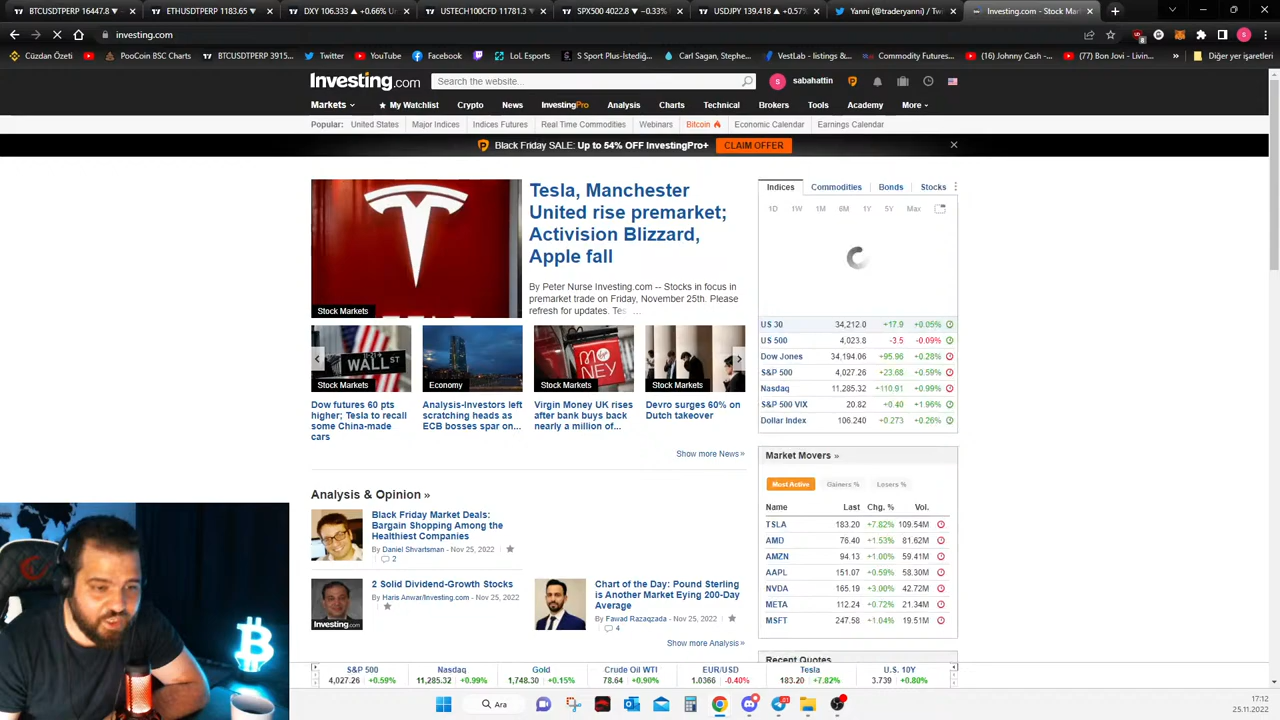 BTCUSDTPERP 16447.8
ETHUSDTPERP 1183.65
DXY 106.333 ▲ +0.66% U
USTECH100CFD 11781.3
SPX500 4022.8 −0.33%
USDJPY 139.418 ▲ +0.57%
Yanni (@traderyanni) / Twitter
Investing.com - Stock Mark
investing.com
Cüzdan Özeti
PooCoin BSC Charts
BTCUSDTPERP 3915...
Twitter
YouTube
Facebook
LoL Esports
S Sport Plus-İstediğ...
Carl Sagan, Stephe...
VestLab - listings &...
Commodity Futures...
(16) Johnny Cash -...
(77) Bon Jovi - Livin...
Diğer yer işaretleri
Investing.com
Search the website...
S
sabahattin
Markets
My Watchlist
Crypto
News
InvestingPro
Analysis
Charts
Technical
Brokers
Tools
Academy
More
Popular:
United States
Major Indices
Indices Futures
Real Time Commodities
Webinars
Bitcoin
Economic Calendar
Earnings Calendar
Black Friday SALE: Up to 54% OFF InvestingPro+
CLAIM OFFER
Tesla, Manchester
United rise premarket;
Activision Blizzard,
Apple fall
By Peter Nurse Investing.com -- Stocks in focus in
premarket trade on Friday, November 25th. Please
refresh for updates. Tes ...
Stock Markets
WALL ST
Stock Markets
Economy
MONEY
Stock Markets
Stock Markets
Dow futures 60 pts
higher; Tesla to recall
some China-made
cars
Analysis-Investors left
scratching heads as
ECB bosses spar on...
Virgin Money UK rises
after bank buys back
nearly a million of...
Devro surges 60% on
Dutch takeover
Show more News »
Indices
Commodities
Bonds
Stocks
1D
1W
1M
6M
1Y
5Y
Max
US 30 34,212.0 +17.9 +0.05%
US 500 4,023.8 -3.5 -0.09%
Dow Jones 34,194.06 +95.96 +0.28%
S&P 500 4,027.26 +23.68 +0.59%
Nasdaq 11,285.32 +110.91 +0.99%
S&P 500 VIX 20.82 +0.40 +1.96%
Dollar Index 106.240 +0.273 +0.26%
Market Movers »
Most Active
Gainers %
Losers %
Name Last Chg. % Vol.
TSLA 183.20 +7.82% 109.54M
AMD 76.40 +1.53% 81.62M
AMZN 94.13 +1.00% 59.41M
AAPL 151.07 +0.59% 58.30M
NVDA 165.19 +3.00% 42.72M
META 112.24 +0.72% 21.34M
MSFT 247.58 +1.04% 19.51M
Recent Quotes
Analysis & Opinion »
Black Friday Market Deals:
Bargain Shopping Among the
Healthiest Companies
By Daniel Shvartsman - Nov 25, 2022
2
2 Solid Dividend-Growth Stocks
By Haris Anwar/Investing.com - Nov 25, 2022
Investing.com
Chart of the Day: Pound Sterling
is Another Market Eying 200-Day
Average
By Fawad Razaqzada - Nov 25, 2022
4
Show more Analysis »
S&P 500
4,027.26 +0.59%
Nasdaq
11,285.32 +0.99%
Gold
1,748.30 +0.15%
Crude Oil WTI
78.64 +0.90%
EUR/USD
1.0366 -0.40%
Tesla
183.20 +7.82%
U.S. 10Y
3.739 +0.80%
Ara
17:12
25.11.2022